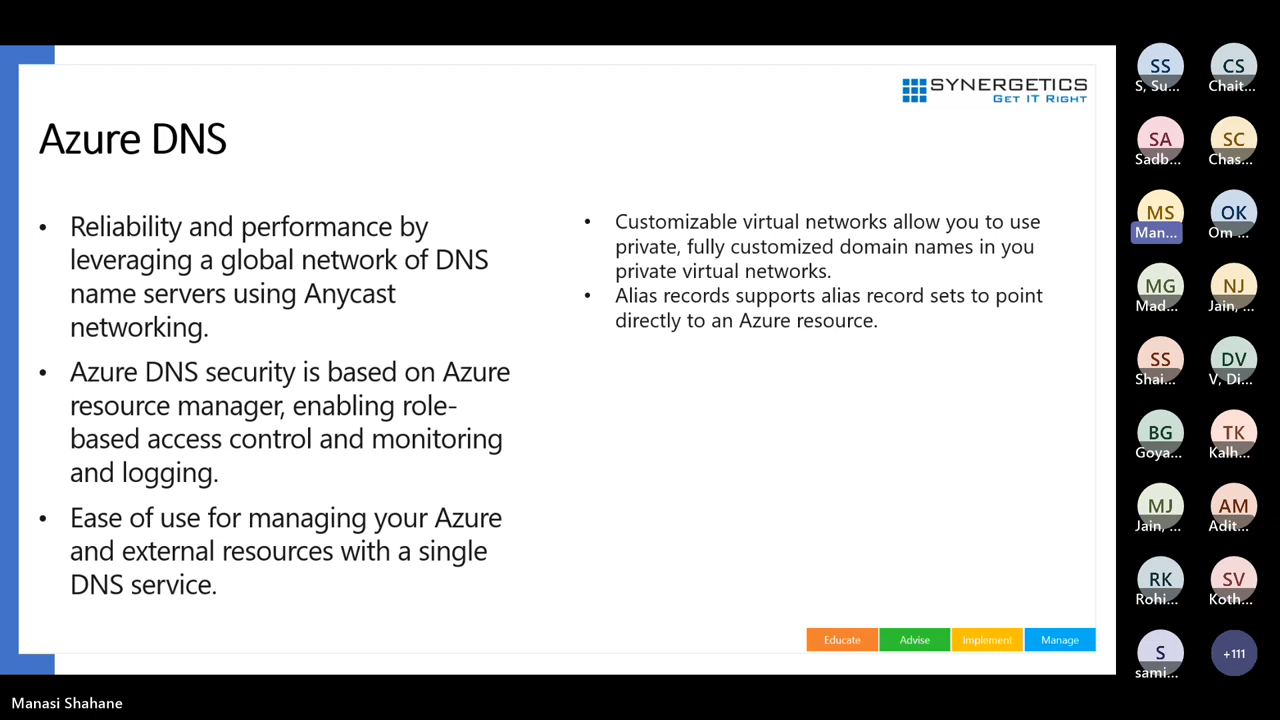 SYNERGETICS
GET IT RIGHT
Azure DNS
• Reliability and performance by
leveraging a global network of DNS
name servers using Anycast
networking.
• Azure DNS security is based on Azure
resource manager, enabling role-
based access control and monitoring
and logging.
• Ease of use for managing your Azure
and external resources with a single
DNS service.
• Customizable virtual networks allow you to use
private, fully customized domain names in you
private virtual networks.
• Alias records supports alias record sets to point
directly to an Azure resource.
Educate
Advise
Implement
Manage
SS
S, Su...
CS
Chait...
SA
Sadb...
SC
Chas...
MS
Man...
OK
Om ...
MG
Mad...
NJ
Jain, ...
SS
Shai...
DV
V, Di...
BG
Goya...
TK
Kalh...
MJ
Jain, ...
AM
Adit...
RK
Rohi...
SV
Koth...
S
sami...
+111
Manasi Shahane